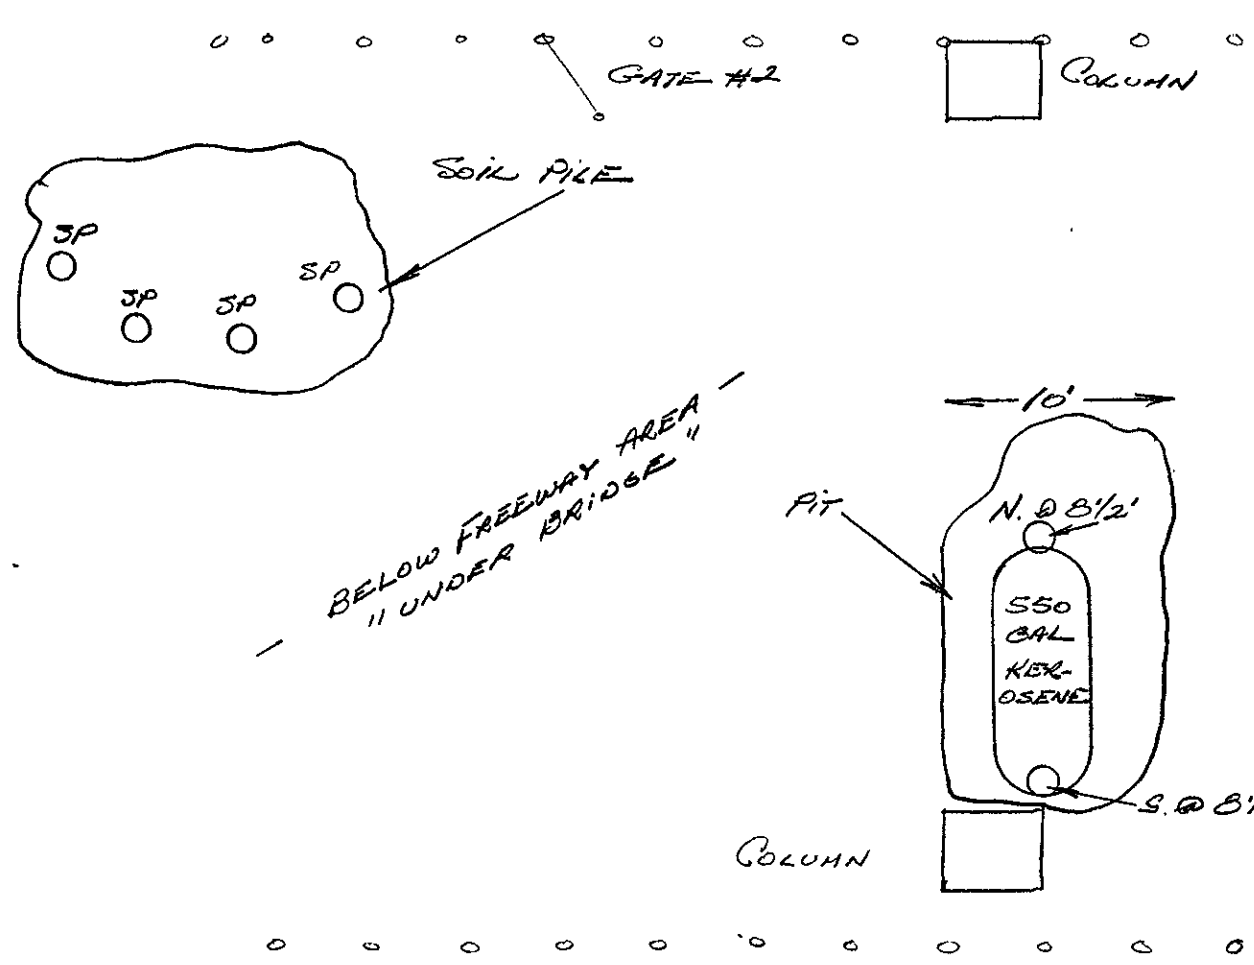 GATE #2
COLUMN
SOIL PILE
SP
SP
SP
SP
10'
BELOW FREEWAY AREA
"UNDER BRIDGE"
PIT
N. @ 8 1/2'
550
GAL
KER-
OSENE
S. @ 8'
COLUMN